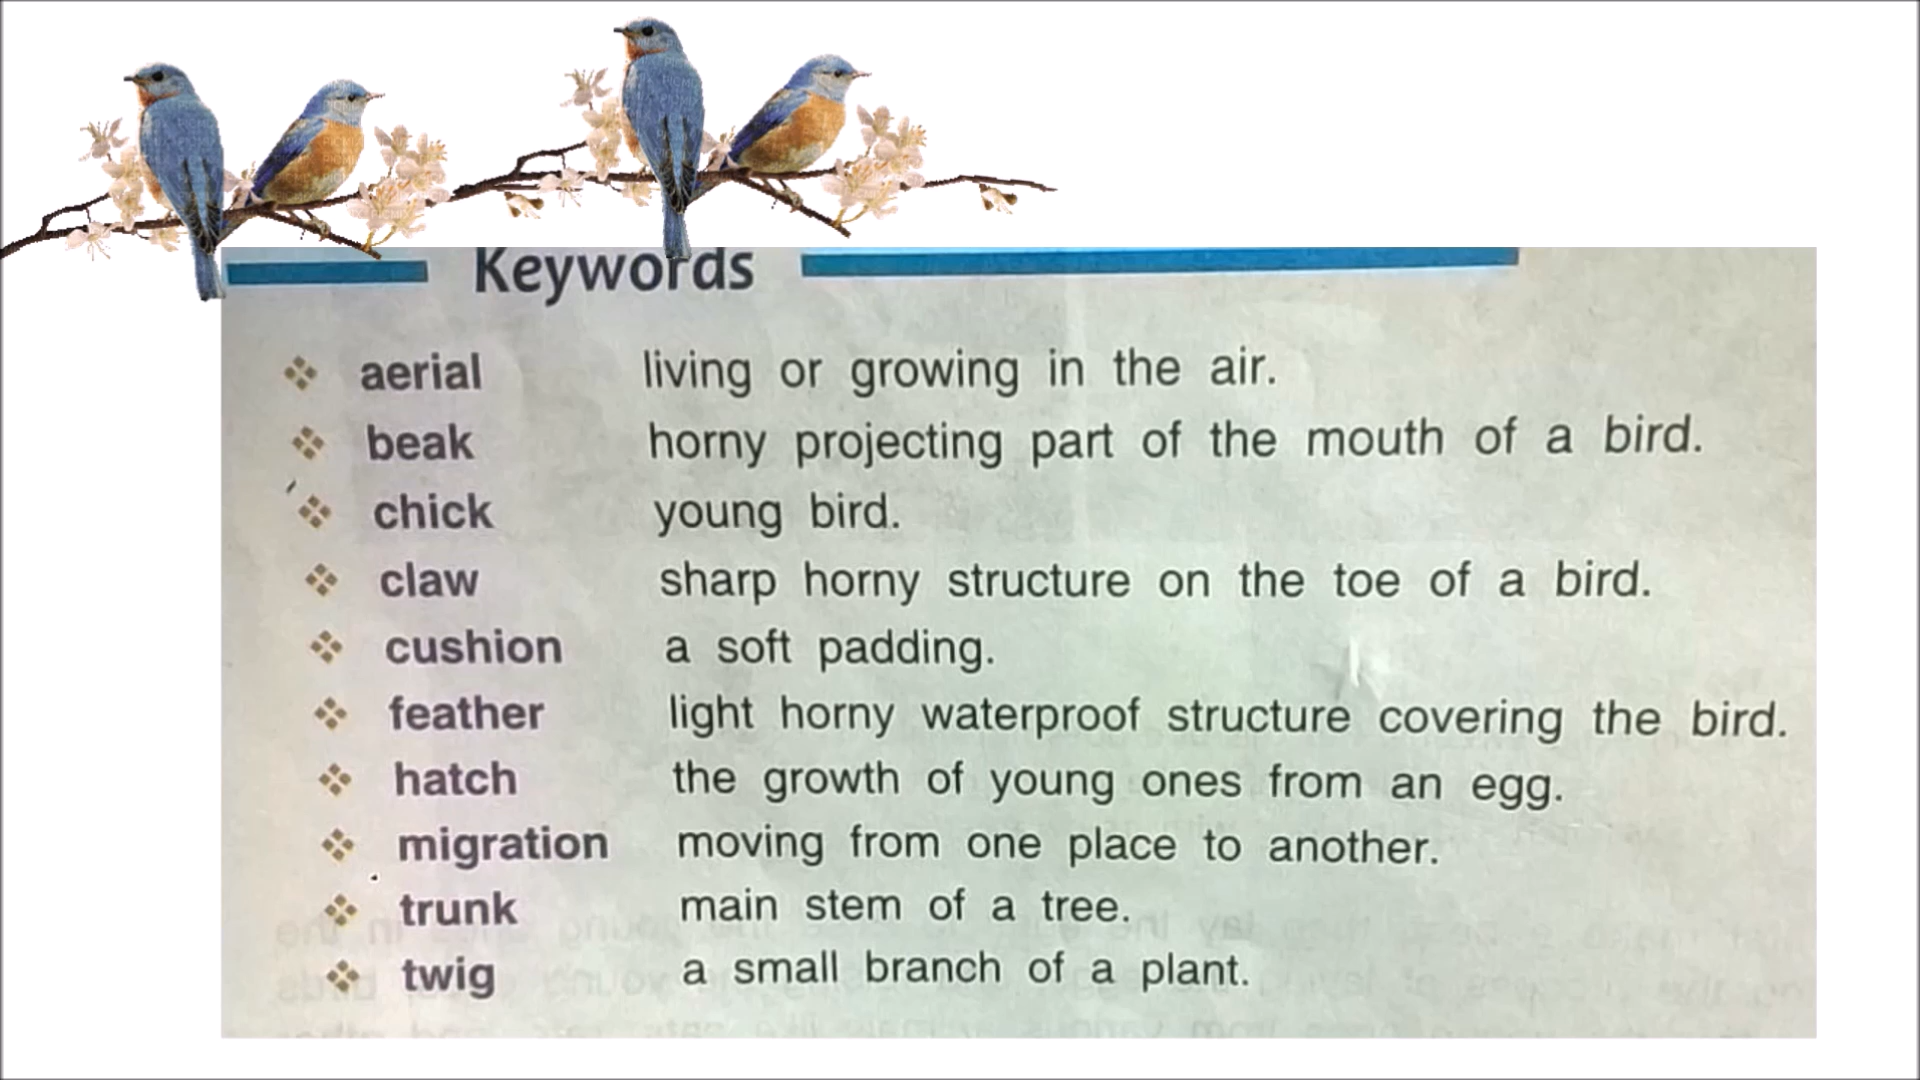 Keywords
❖ aerial living or growing in the air.
❖ beak horny projecting part of the mouth of a bird.
❖ chick young bird.
❖ claw sharp horny structure on the toe of a bird.
❖ cushion a soft padding.
❖ feather light horny waterproof structure covering the bird.
❖ hatch the growth of young ones from an egg.
❖ migration moving from one place to another.
❖ trunk main stem of a tree.
❖ twig a small branch of a plant.